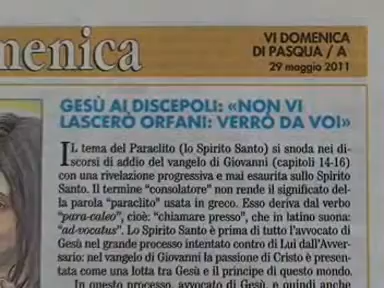 menica
VI DOMENICA
DI PASQUA / A
29 maggio 2011
GESÙ AI DISCEPOLI: «NON VI
LASCERÒ ORFANI: VERRÒ DA VOI»
IL tema del Paraclito (lo Spirito Santo) si snoda nei di-
scorsi di addio del vangelo di Giovanni (capitoli 14-16)
con una rivelazione progressiva e mai esaurita sullo Spirito
Santo. Il termine “consolatore” non rende il significato del-
la parola “paraclito” usata in greco. Esso deriva dal verbo
“para-caleo”, cioè: “chiamare presso”, che in latino suona:
“ad-vocatus”. Lo Spirito Santo è prima di tutto l’avvocato di
Gesù nel grande processo intentato contro di Lui dall’Avver-
sario: nel vangelo di Giovanni la passione di Cristo è presen-
tata come una lotta tra Gesù e il principe di questo mondo.
In questo processo, avvocato di Gesù, e quindi anche